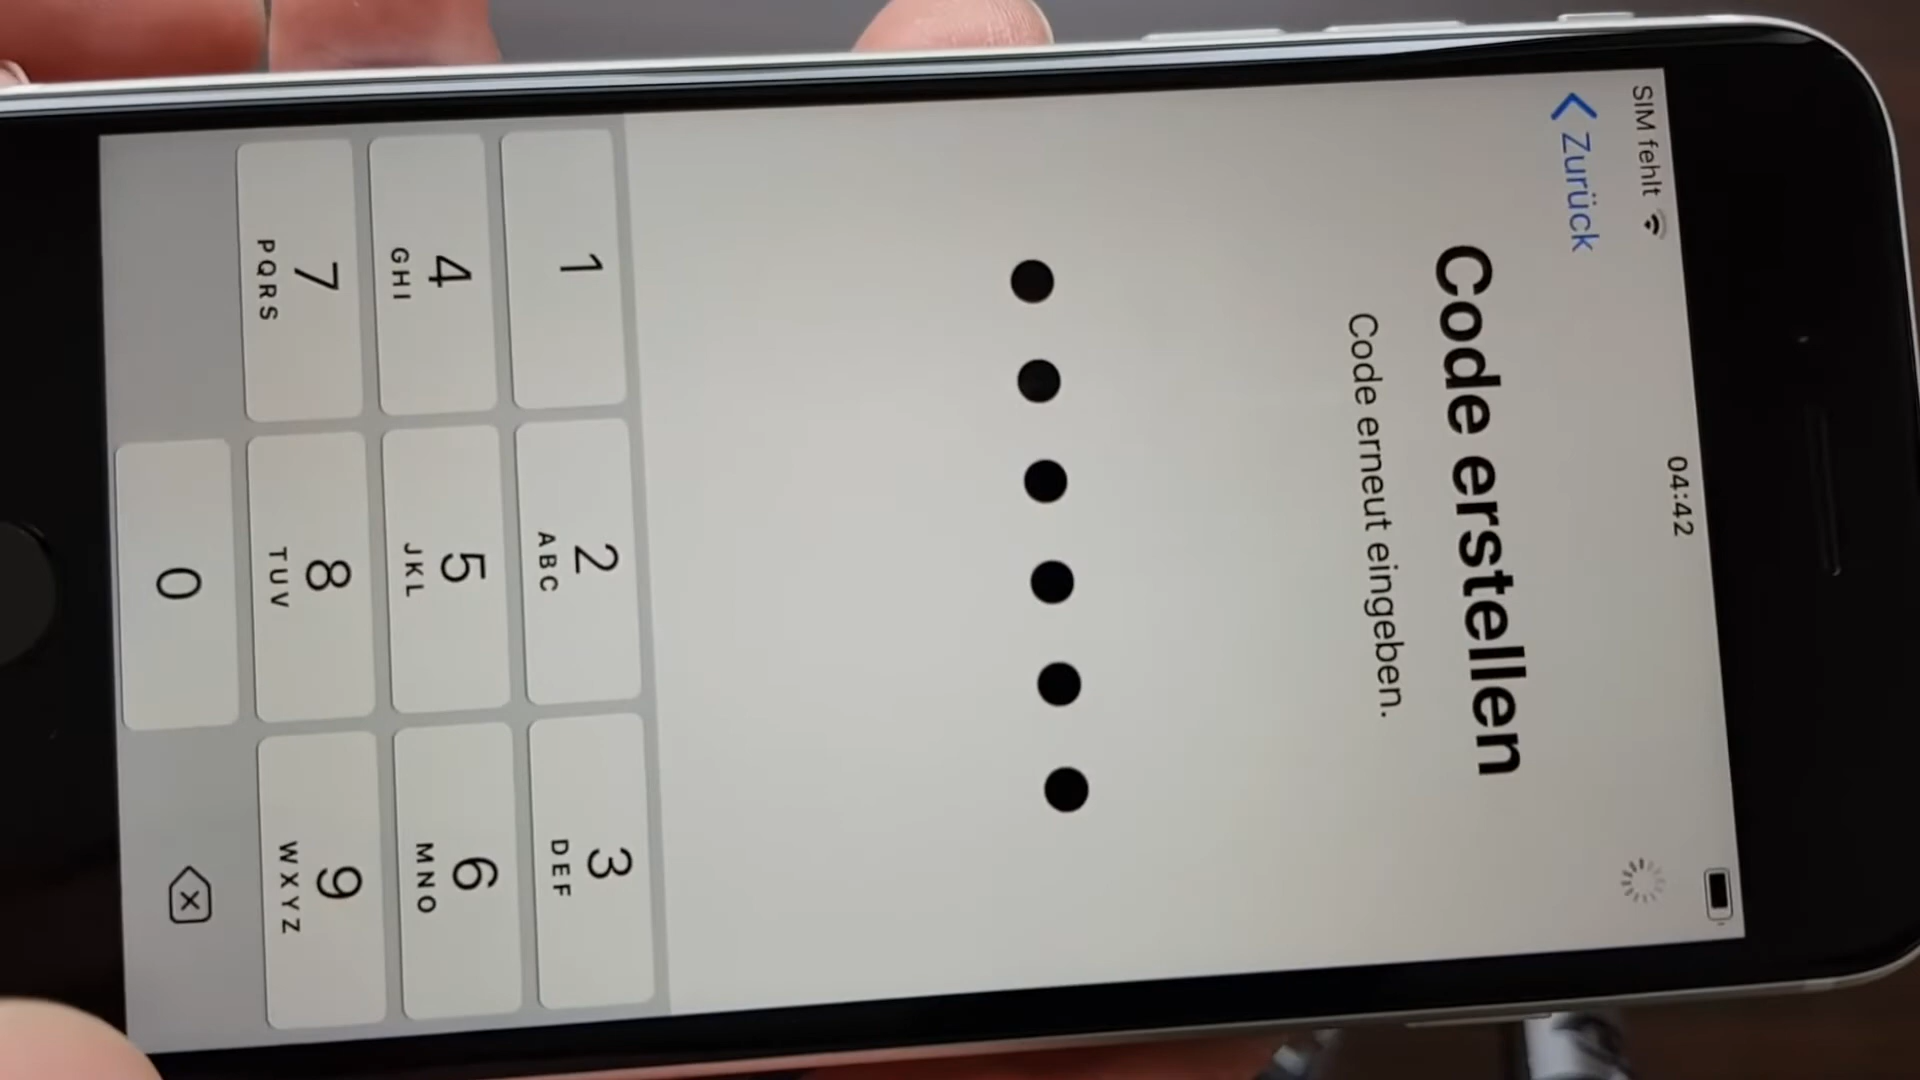 SIM fehlt 04:42
Zurück
Code erstellen
Code erneut eingeben.
1 2 3
ABC DEF
4 5 6
GHI JKL MNO
7 8 9
PQRS TUV WXYZ
0